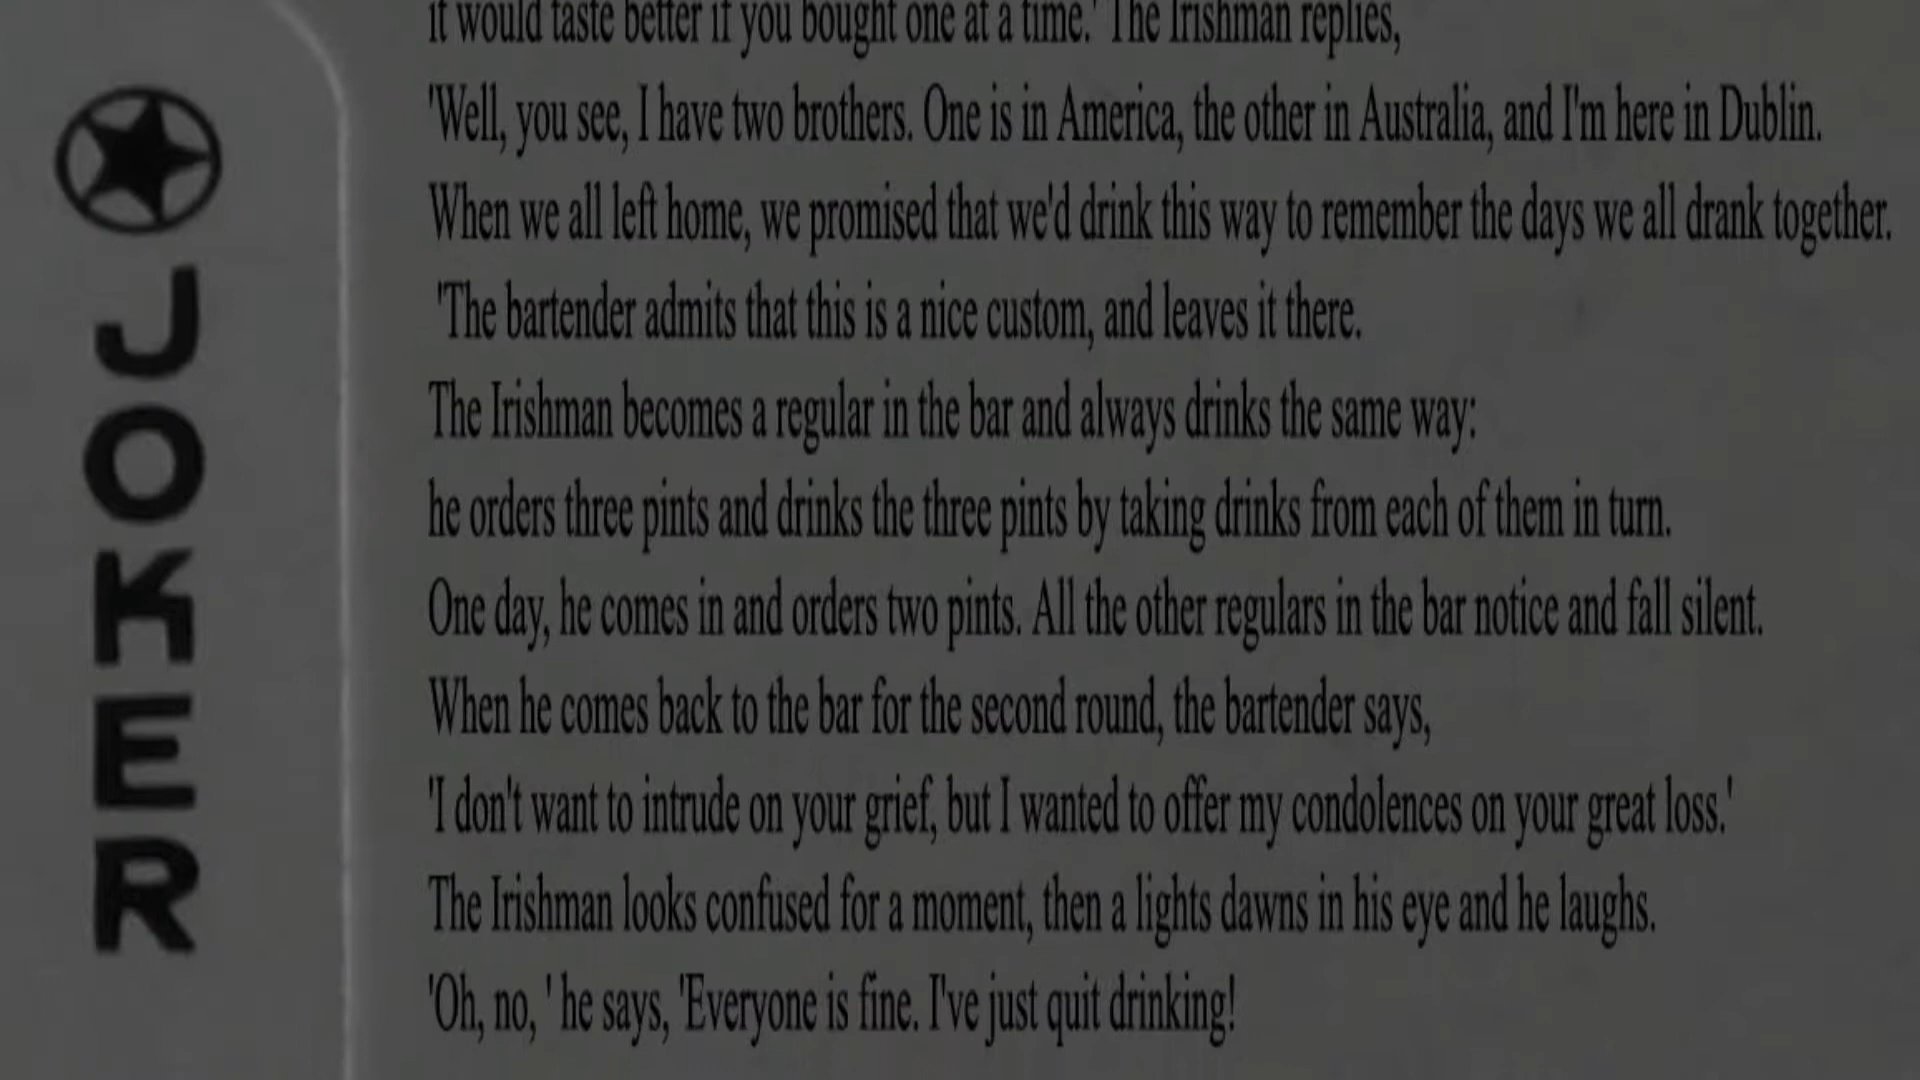 it would taste better if you bought one at a time.' The Irishman replies,
'Well, you see, I have two brothers. One is in America, the other in Australia, and I'm here in Dublin.
When we all left home, we promised that we'd drink this way to remember the days we all drank together.
'The bartender admits that this is a nice custom, and leaves it there.
The Irishman becomes a regular in the bar and always drinks the same way:
he orders three pints and drinks the three pints by taking drinks from each of them in turn.
One day, he comes in and orders two pints. All the other regulars in the bar notice and fall silent.
When he comes back to the bar for the second round, the bartender says,
'I don't want to intrude on your grief, but I wanted to offer my condolences on your great loss.'
The Irishman looks confused for a moment, then a lights dawns in his eye and he laughs.
'Oh, no, ' he says, 'Everyone is fine. I've just quit drinking!
JOKER